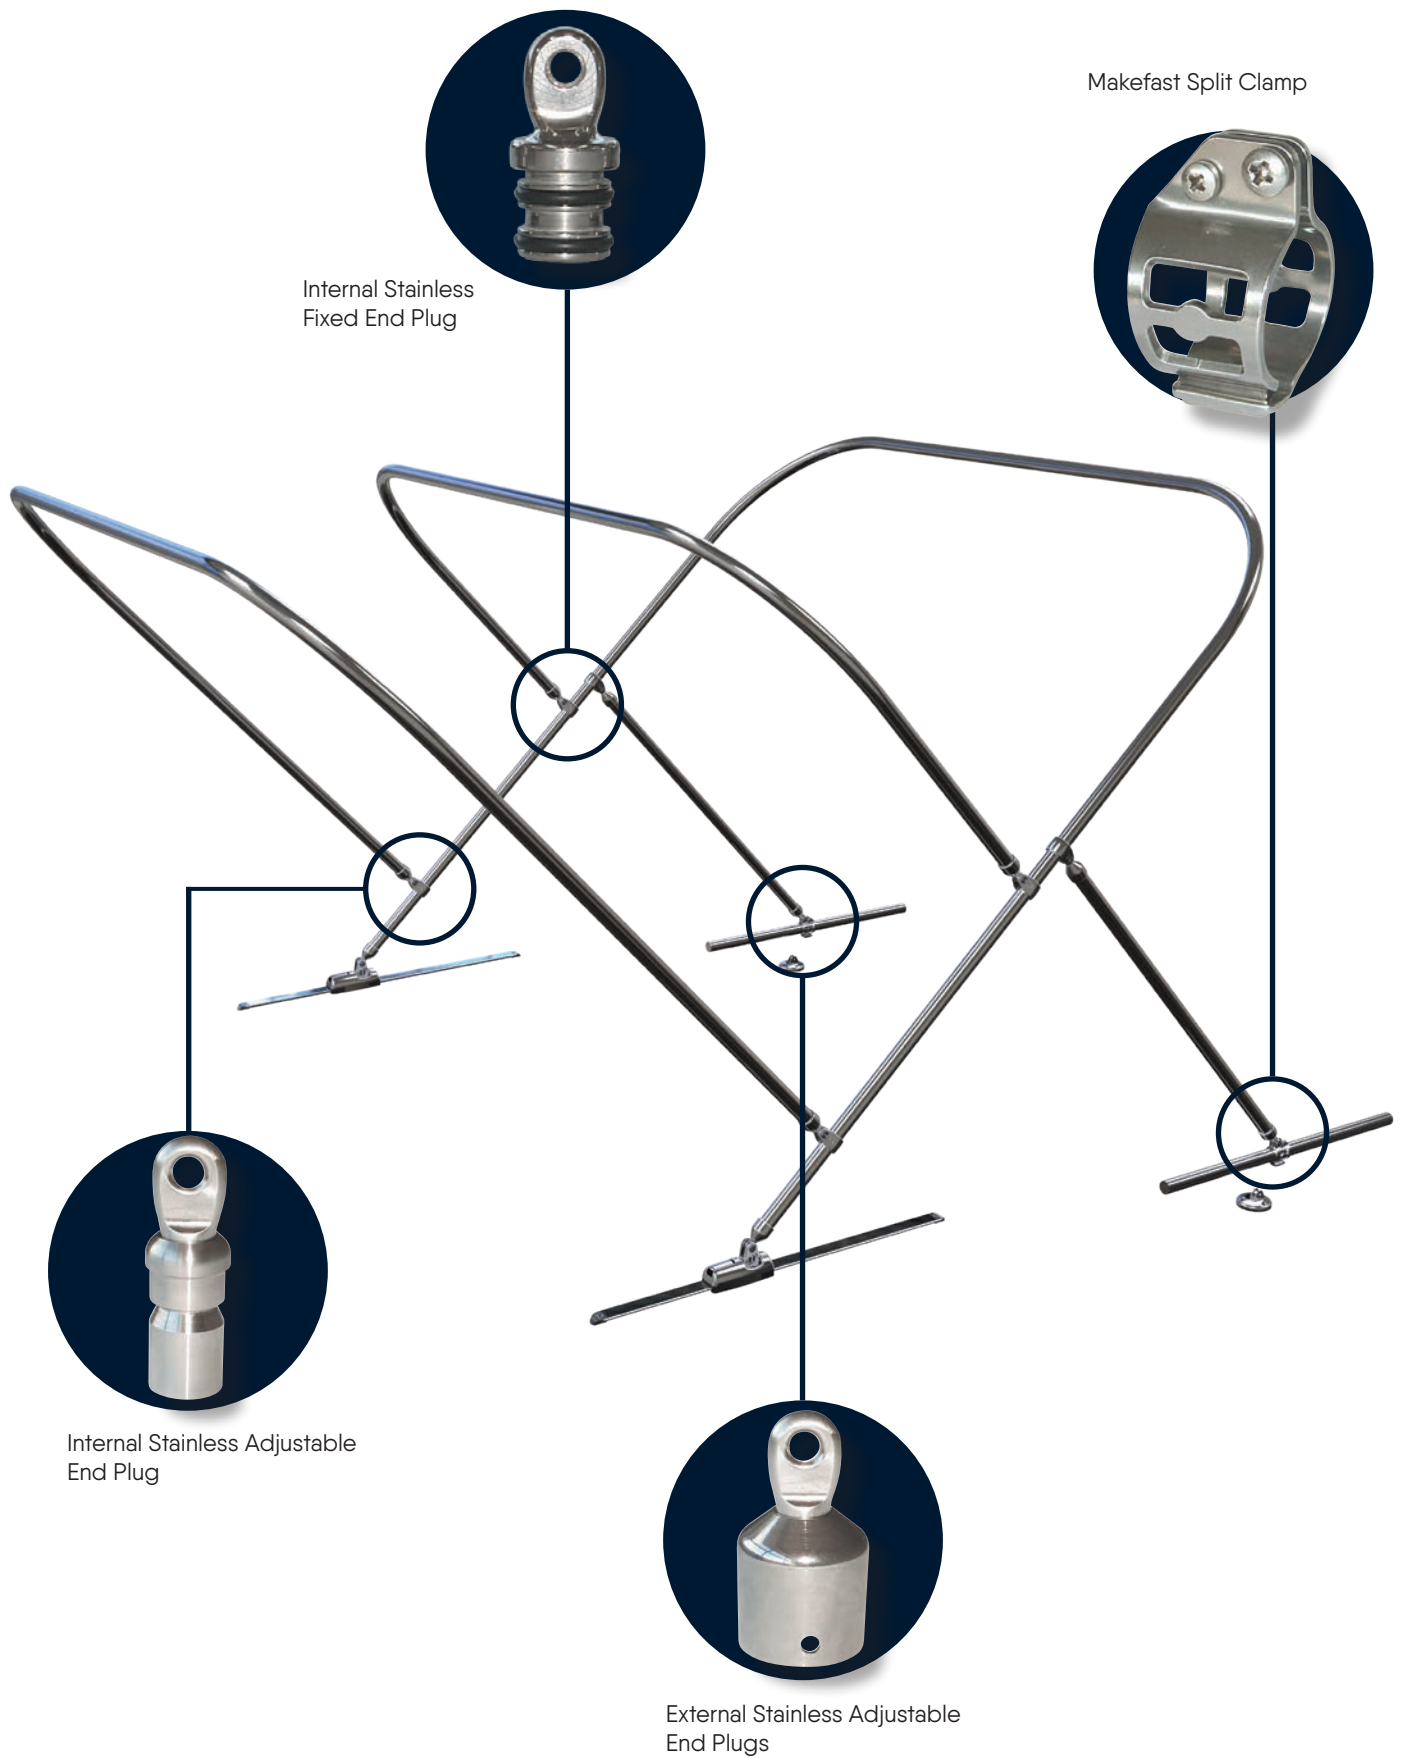 Makefast Split Clamp
Internal Stainless
Fixed End Plug
Internal Stainless Adjustable
End Plug
External Stainless Adjustable
End Plugs